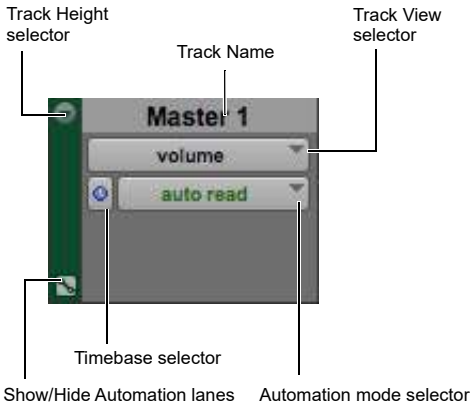 Track Height
selector
Track View
selector
Track Name
Master 1
volume
auto read
Timebase selector
Show/Hide Automation lanes
Automation mode selector